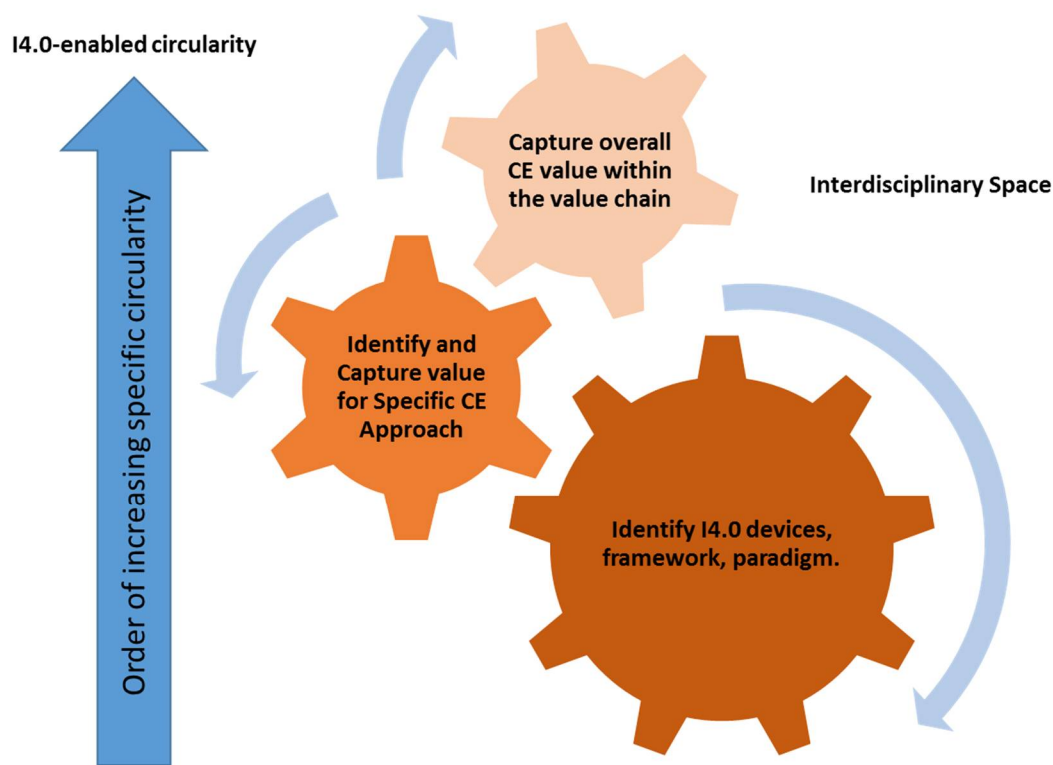 I4.0-enabled circularity
Order of increasing specific circularity
Capture overall
CE value within
the value chain
Interdisciplinary Space
Identify and
Capture value
for Specific CE
Approach
Identify I4.0 devices,
framework, paradigm.